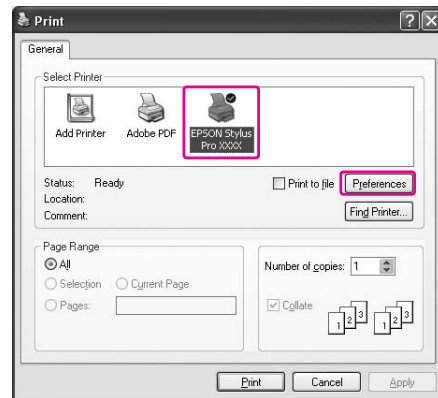 Print
General
Select Printer
Add Printer
Adobe PDF
EPSON Stylus
Pro XXXX
Status: Ready
Print to file
Preferences
Location:
Comment:
Find Printer...
Page Range
All
Selection
Current Page
Pages:
Number of copies: 1
Collate
1 2 3 1 2 3
Print
Cancel
Apply